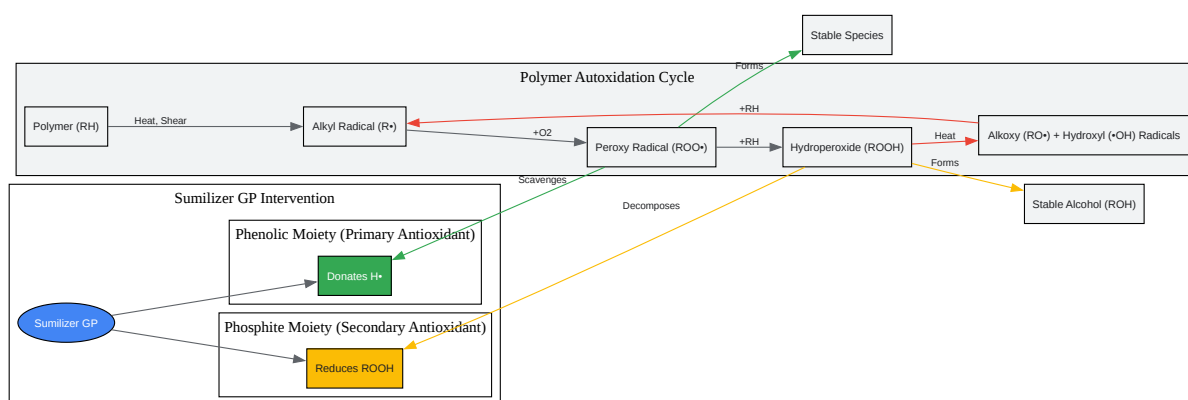 Stable Species
Forms
Polymer Autoxidation Cycle
Polymer (RH)
Heat, Shear
Alkyl Radical (R•)
+O2
Peroxy Radical (ROO•)
+RH
+RH
Hydroperoxide (ROOH)
Heat
Alkoxy (RO•) + Hydroxyl (•OH) Radicals
Forms
Stable Alcohol (ROH)
Scavenges
Decomposes
Sumilizer GP Intervention
Phenolic Moiety (Primary Antioxidant)
Donates H•
Sumilizer GP
Phosphite Moiety (Secondary Antioxidant)
Reduces ROOH